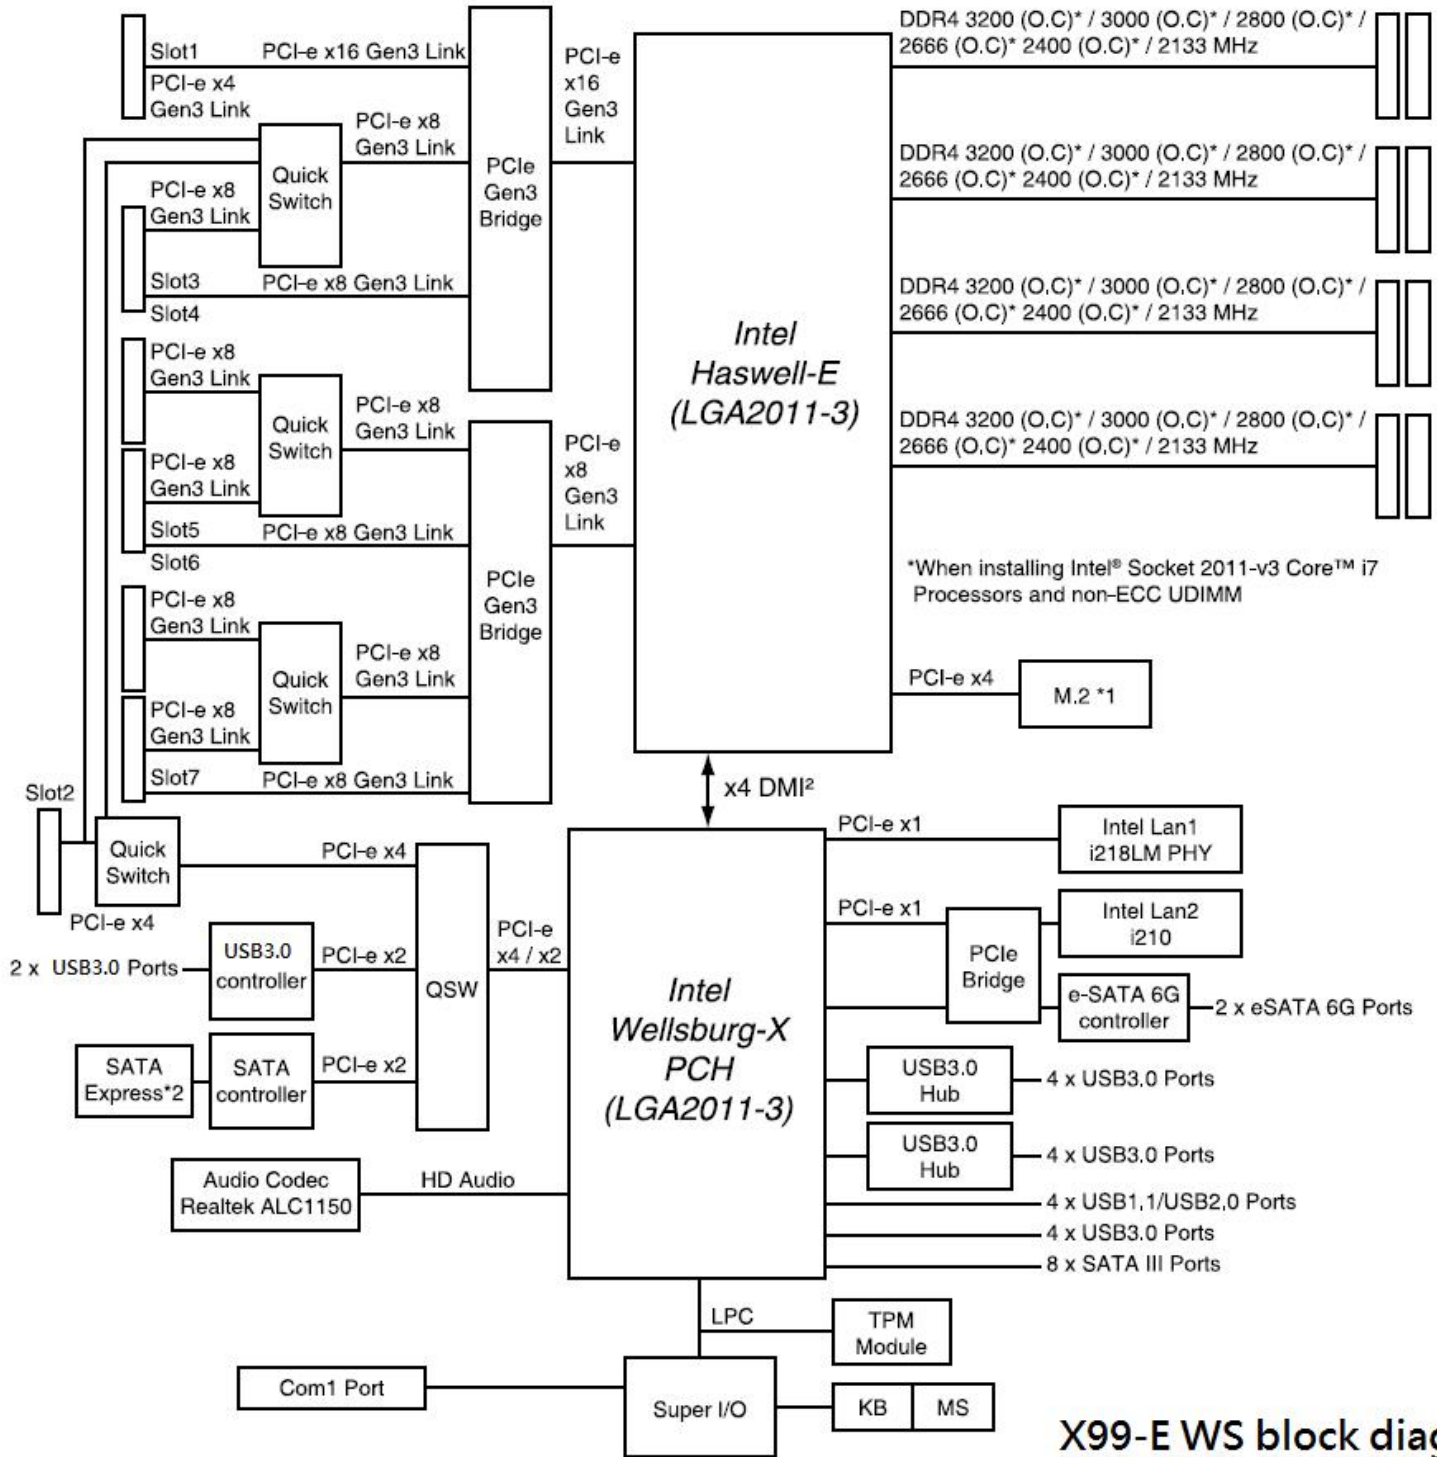 Slot1
PCI-e x16 Gen3 Link
PCI-e x4
Gen3 Link
PCI-e x8
Gen3 Link
Quick
Switch
PCI-e x8
Gen3 Link
Slot3
PCI-e x8 Gen3 Link
Slot4
PCIe
Gen3
Bridge
PCI-e
x16
Gen3
Link
PCI-e x8
Gen3 Link
Quick
Switch
PCI-e x8
Gen3 Link
PCI-e x8
Gen3 Link
Slot5
PCI-e x8 Gen3 Link
Slot6
PCI-e x8
Gen3 Link
Quick
Switch
PCI-e x8
Gen3 Link
PCI-e x8
Gen3 Link
Slot7
PCI-e x8 Gen3 Link
PCIe
Gen3
Bridge
PCI-e
x8
Gen3
Link
Intel
Haswell-E
(LGA2011-3)
DDR4 3200 (O.C)* / 3000 (O.C)* / 2800 (O.C)* /
2666 (O.C)* 2400 (O.C)* / 2133 MHz
DDR4 3200 (O.C)* / 3000 (O.C)* / 2800 (O.C)* /
2666 (O.C)* 2400 (O.C)* / 2133 MHz
DDR4 3200 (O.C)* / 3000 (O.C)* / 2800 (O.C)* /
2666 (O.C)* 2400 (O.C)* / 2133 MHz
DDR4 3200 (O.C)* / 3000 (O.C)* / 2800 (O.C)* /
2666 (O.C)* 2400 (O.C)* / 2133 MHz
*When installing Intel® Socket 2011-v3 Core™ i7
Processors and non-ECC UDIMM
PCI-e x4
M.2 *1
x4 DMI²
Slot2
Quick
Switch
PCI-e x4
PCI-e x4
2 x USB3.0 Ports
USB3.0
controller
PCI-e x2
SATA
Express*2
SATA
controller
PCI-e x2
QSW
PCI-e
x4 / x2
Audio Codec
Realtek ALC1150
HD Audio
Intel
Wellsburg-X
PCH
(LGA2011-3)
PCI-e x1
Intel Lan1
i218LM PHY
PCI-e x1
PCIe
Bridge
Intel Lan2
i210
e-SATA 6G
controller
2 x eSATA 6G Ports
USB3.0
Hub
4 x USB3.0 Ports
USB3.0
Hub
4 x USB3.0 Ports
4 x USB1.1/USB2.0 Ports
4 x USB3.0 Ports
8 x SATA III Ports
LPC
TPM
Module
Com1 Port
Super I/O
KB
MS
X99-E WS block diag